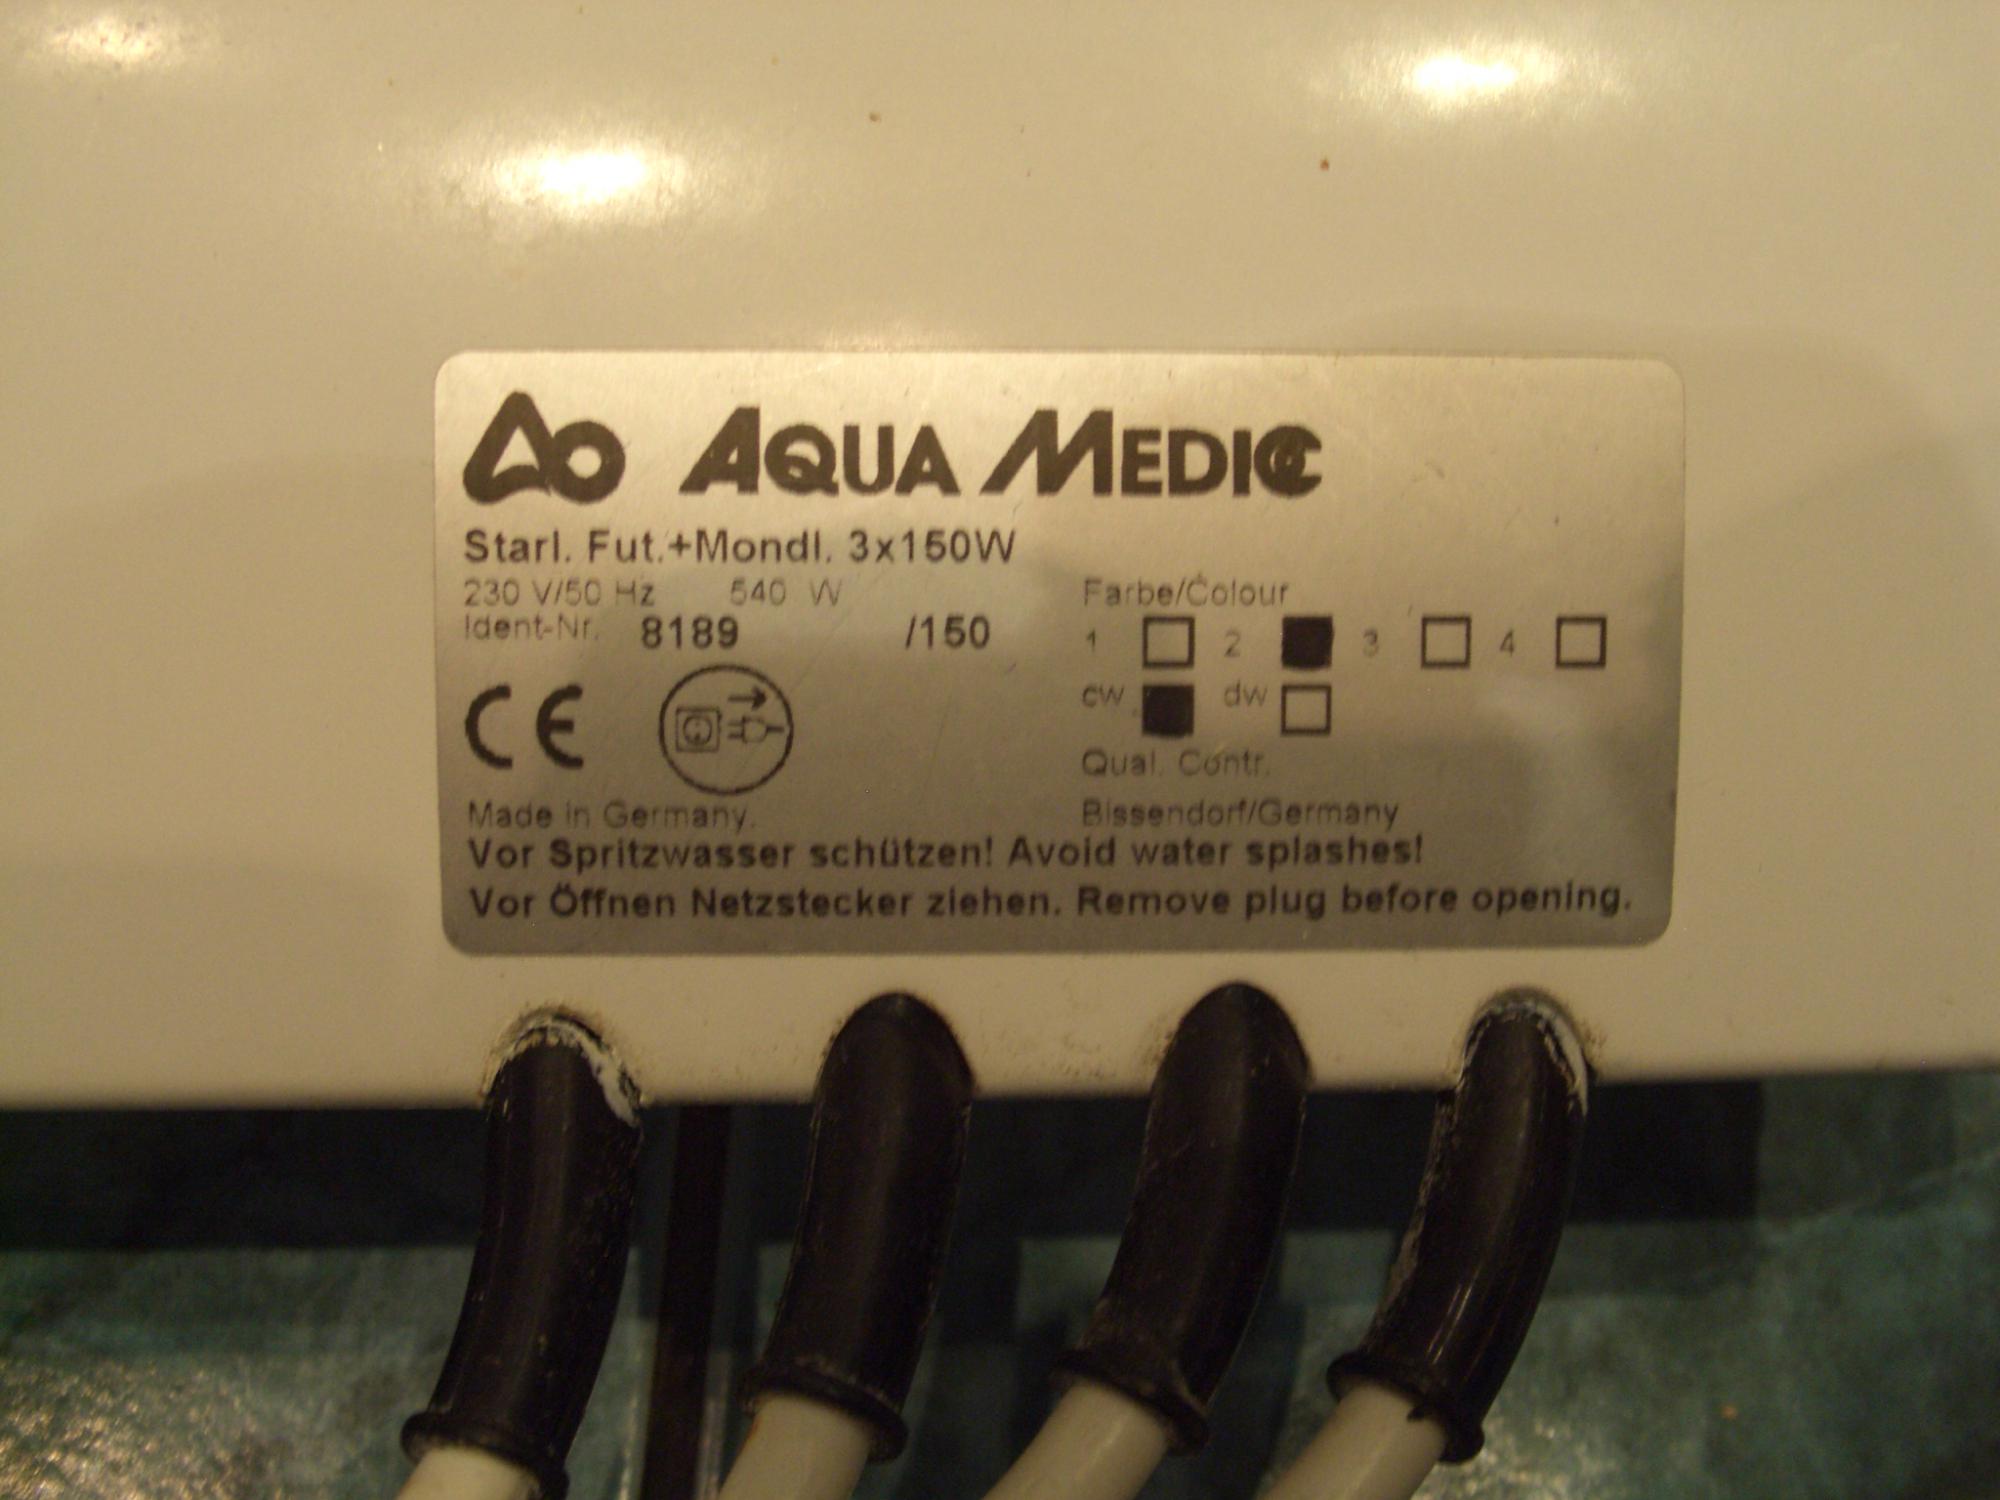 AQUA MEDIC
Starl. Fut.+Mondl. 3x150W
230 V/50 Hz 540 W
Ident-Nr. 8189 /150
Farbe/Colour
1 2 3 4
cw dw
Qual. Contr.
CE
Made in Germany.
Bissendorf/Germany
Vor Spritzwasser schützen! Avoid water splashes!
Vor Öffnen Netzstecker ziehen. Remove plug before opening.